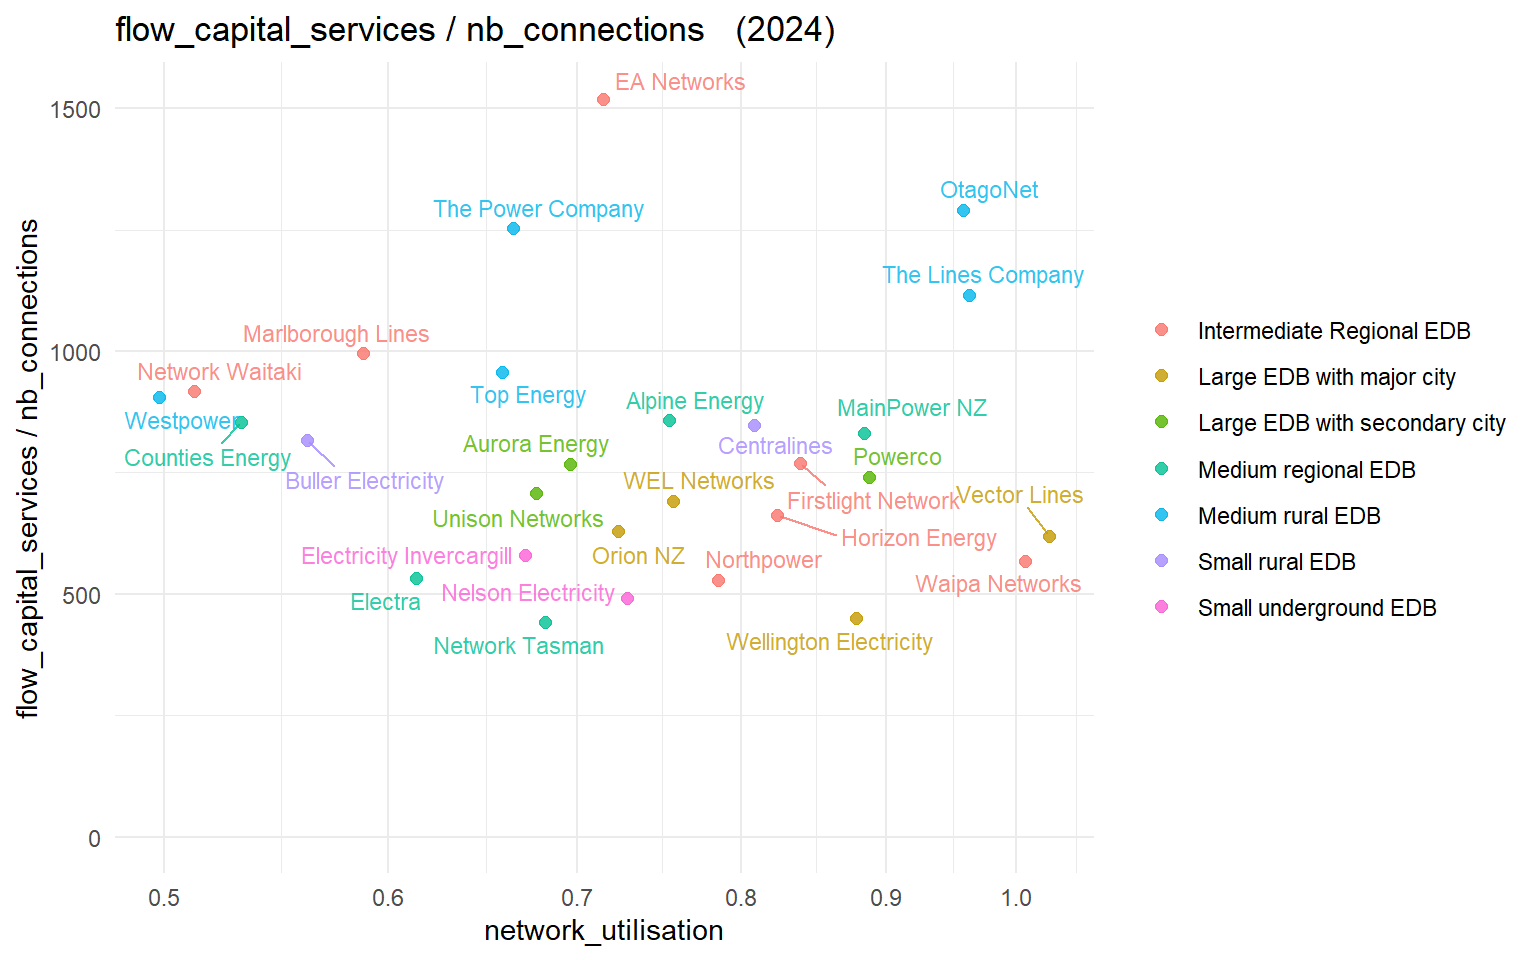 flow_capital_services / nb_connections (2024)
flow_capital_services / nb_connections
1500
1000
500
0
EA Networks
OtagoNet
The Power Company
The Lines Company
Marlborough Lines
Network Waitaki
Top Energy
Alpine Energy
MainPower NZ
Westpower
Counties Energy
Aurora Energy
Centralines
Powerco
Buller Electricity
WEL Networks
Firstlight Network
Vector Lines
Unison Networks
Horizon Energy
Electricity Invercargill
Orion NZ
Northpower
Waipa Networks
Electra
Nelson Electricity
Network Tasman
Wellington Electricity
0.5
0.6
0.7
0.8
0.9
1.0
network_utilisation
Intermediate Regional EDB
Large EDB with major city
Large EDB with secondary city
Medium regional EDB
Medium rural EDB
Small rural EDB
Small underground EDB